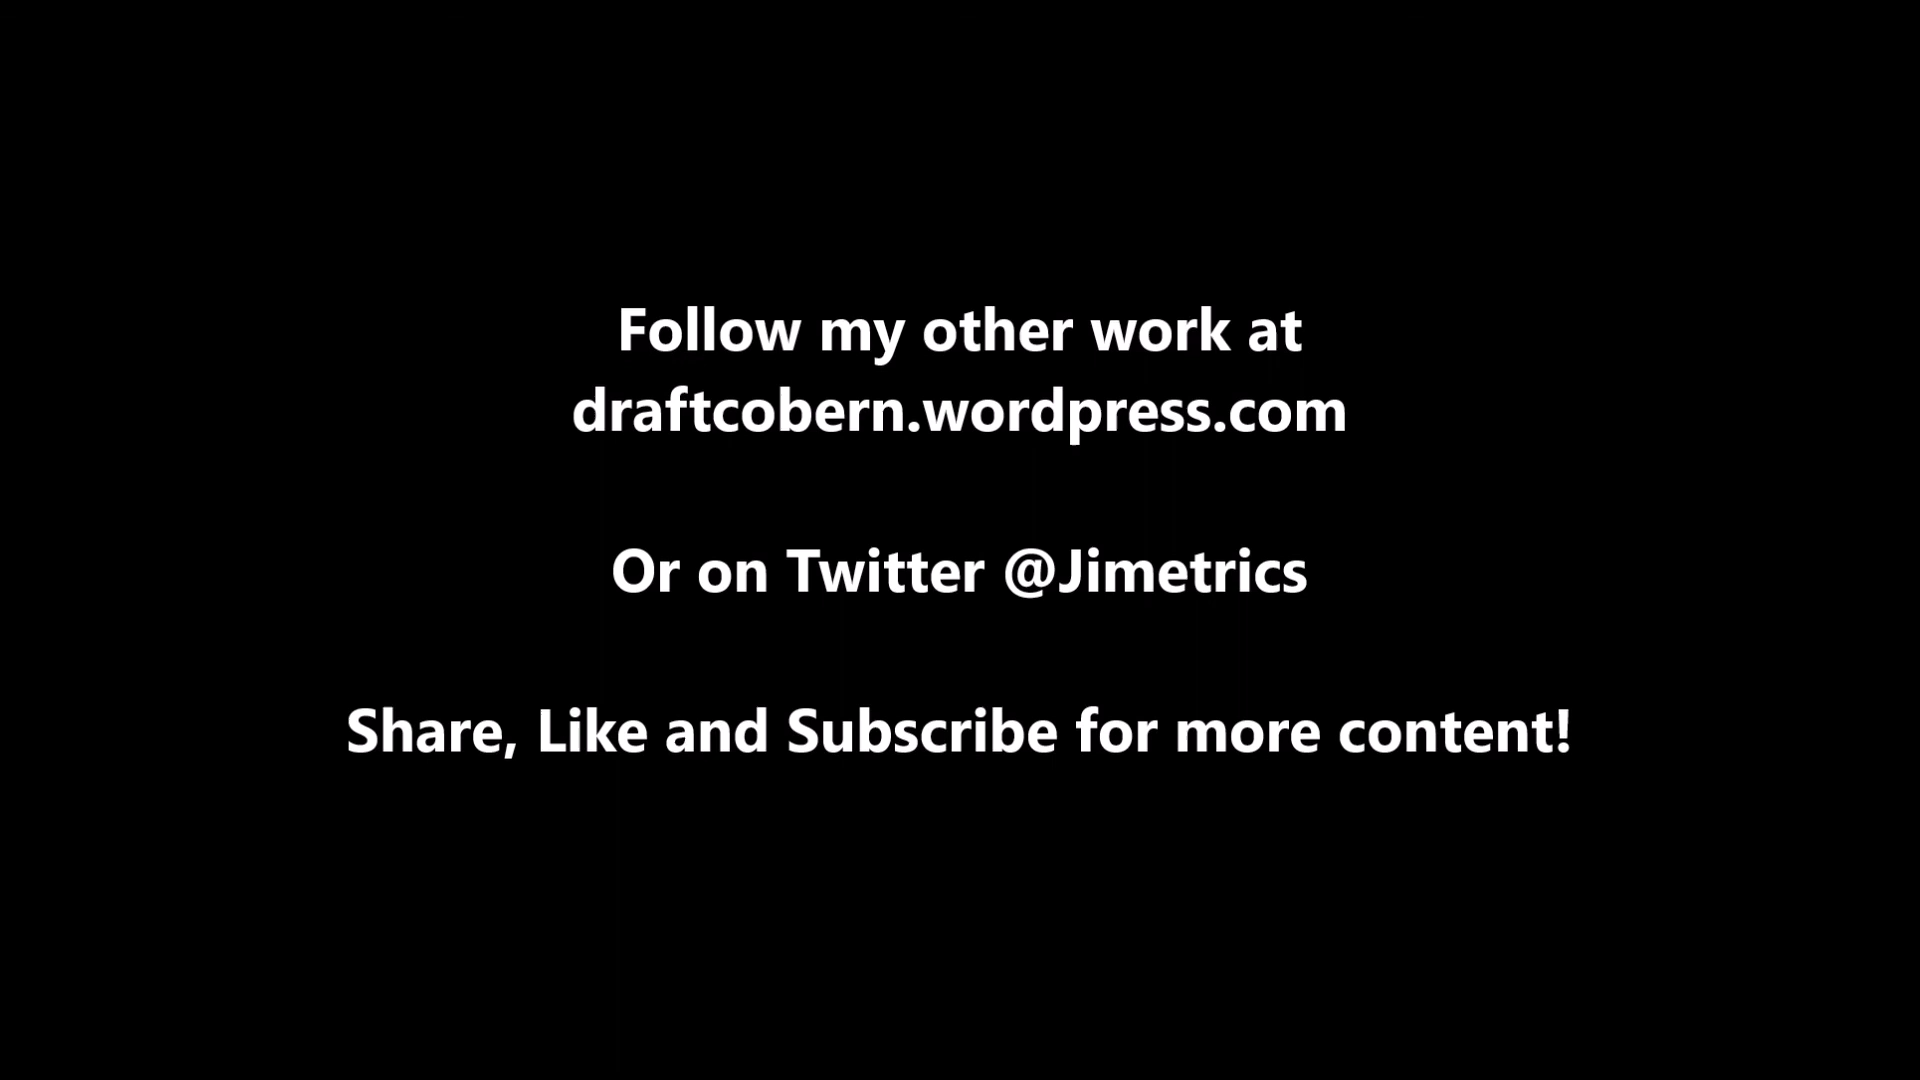 Follow my other work at
draftcobern.wordpress.com
Or on Twitter @Jimetrics
Share, Like and Subscribe for more content!